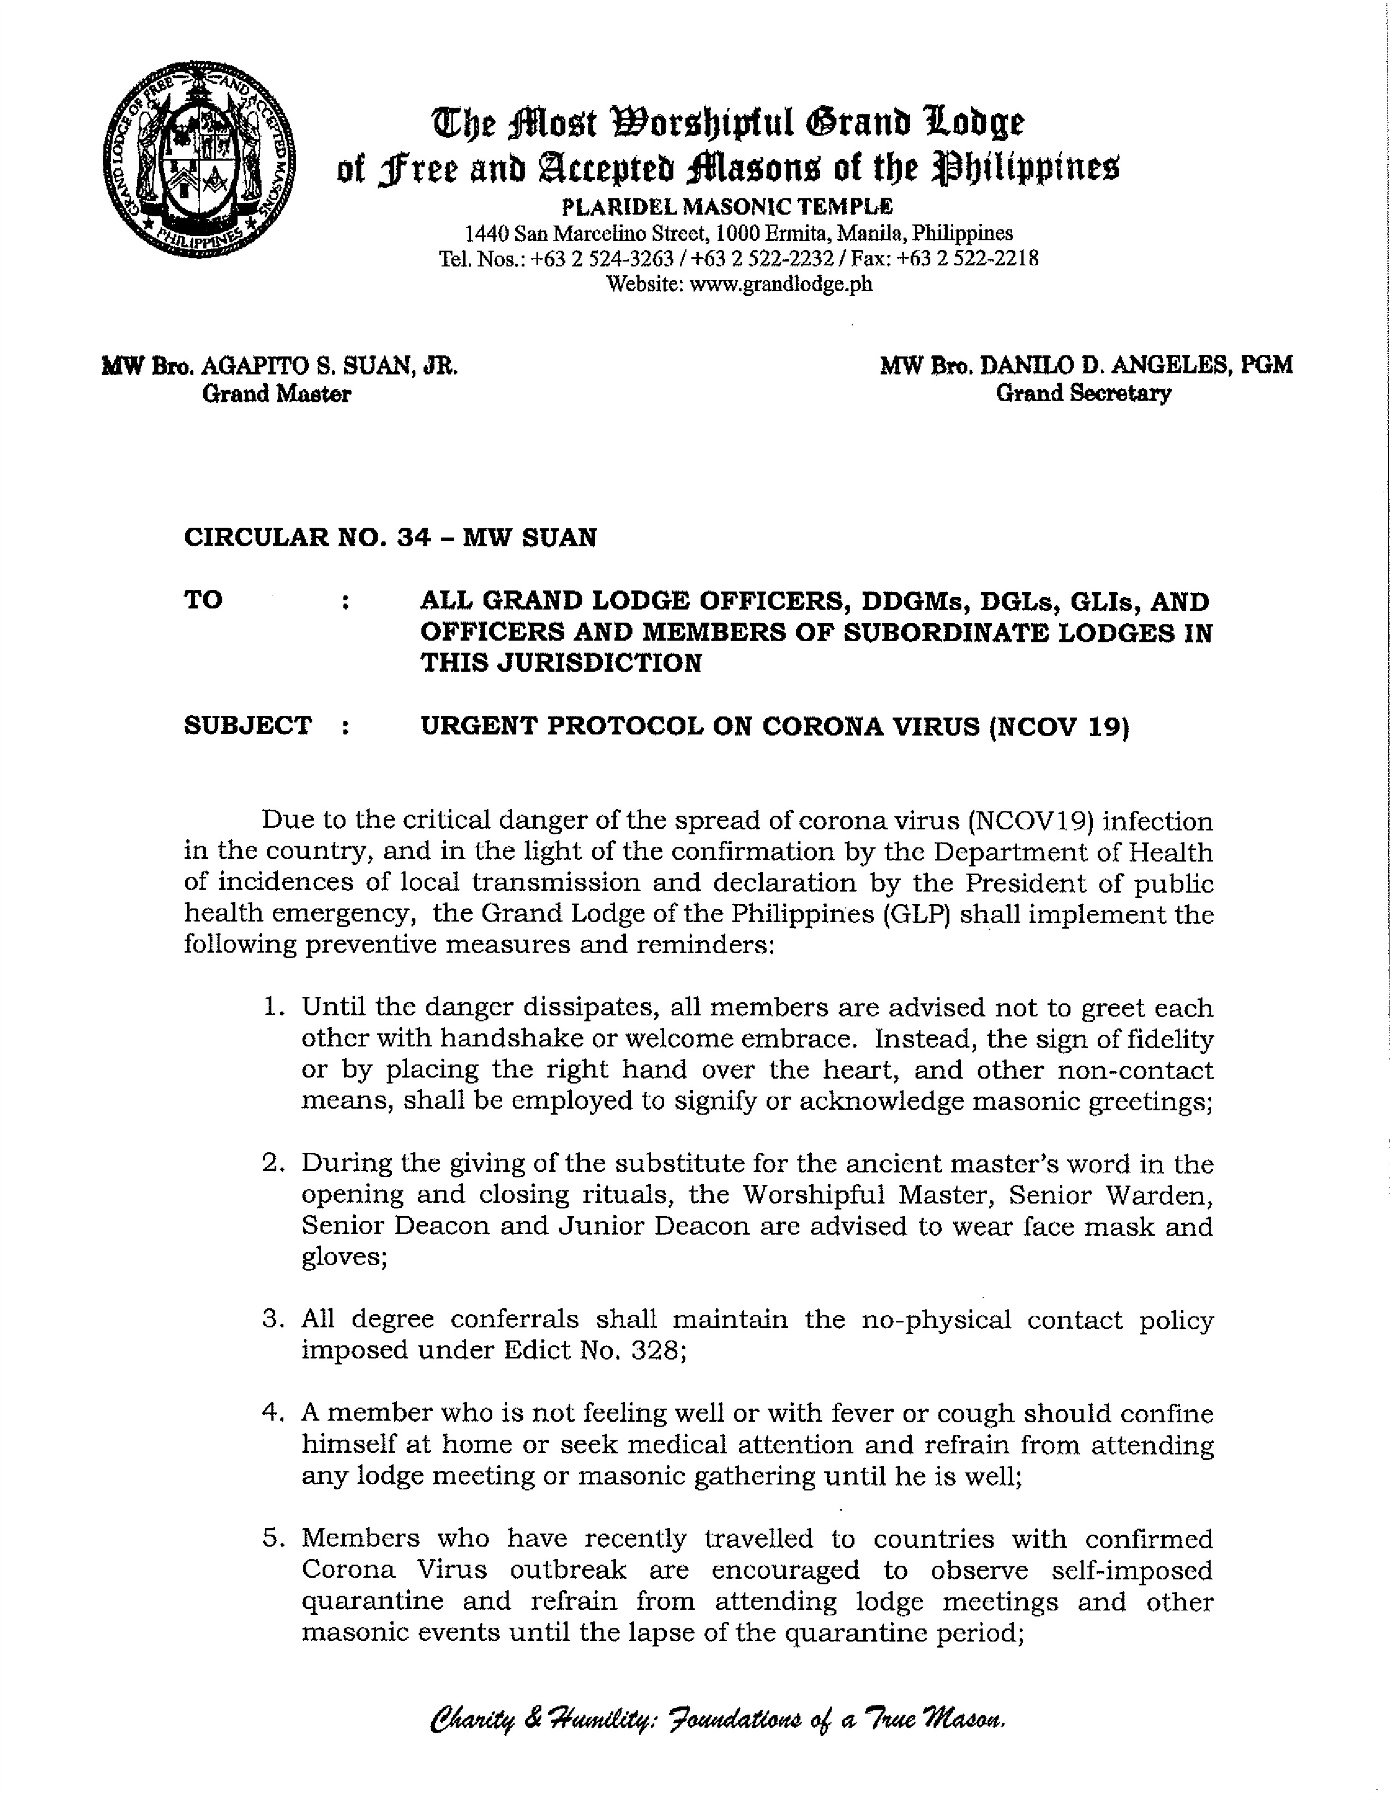 GRAND LODGE OF FREE AND ACCEPTED MASONS
PHILIPPINES
The Most Worshipful Grand Lodge
of Free and Accepted Masons of the Philippines
PLARIDEL MASONIC TEMPLE
1440 San Marcelino Street, 1000 Ermita, Manila, Philippines
Tel. Nos.: +63 2 524-3263 / +63 2 522-2232 / Fax: +63 2 522-2218
Website: www.grandlodge.ph
MW Bro. AGAPITO S. SUAN, JR.
Grand Master
MW Bro. DANILO D. ANGELES, PGM
Grand Secretary
CIRCULAR NO. 34 – MW SUAN
TO : ALL GRAND LODGE OFFICERS, DDGMs, DGLs, GLIs, AND
OFFICERS AND MEMBERS OF SUBORDINATE LODGES IN
THIS JURISDICTION
SUBJECT : URGENT PROTOCOL ON CORONA VIRUS (NCOV 19)
Due to the critical danger of the spread of corona virus (NCOV19) infection
in the country, and in the light of the confirmation by the Department of Health
of incidences of local transmission and declaration by the President of public
health emergency, the Grand Lodge of the Philippines (GLP) shall implement the
following preventive measures and reminders:
1. Until the danger dissipates, all members are advised not to greet each
other with handshake or welcome embrace. Instead, the sign of fidelity
or by placing the right hand over the heart, and other non-contact
means, shall be employed to signify or acknowledge masonic greetings;
2. During the giving of the substitute for the ancient master's word in the
opening and closing rituals, the Worshipful Master, Senior Warden,
Senior Deacon and Junior Deacon are advised to wear face mask and
gloves;
3. All degree conferrals shall maintain the no-physical contact policy
imposed under Edict No. 328;
4. A member who is not feeling well or with fever or cough should confine
himself at home or seek medical attention and refrain from attending
any lodge meeting or masonic gathering until he is well;
5. Members who have recently travelled to countries with confirmed
Corona Virus outbreak are encouraged to observe self-imposed
quarantine and refrain from attending lodge meetings and other
masonic events until the lapse of the quarantine period;
Charity & Humility: Foundations of a True Mason.